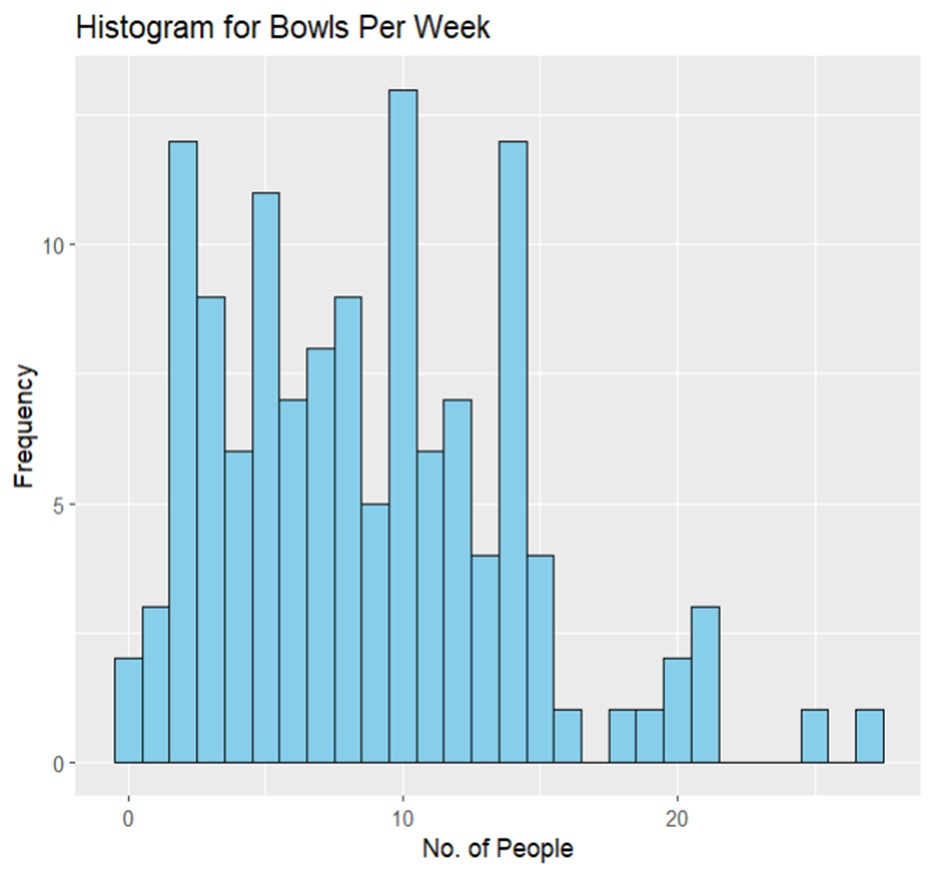 Histogram for Bowls Per Week
10
5
0
Frequency
0 10 20
No. of People